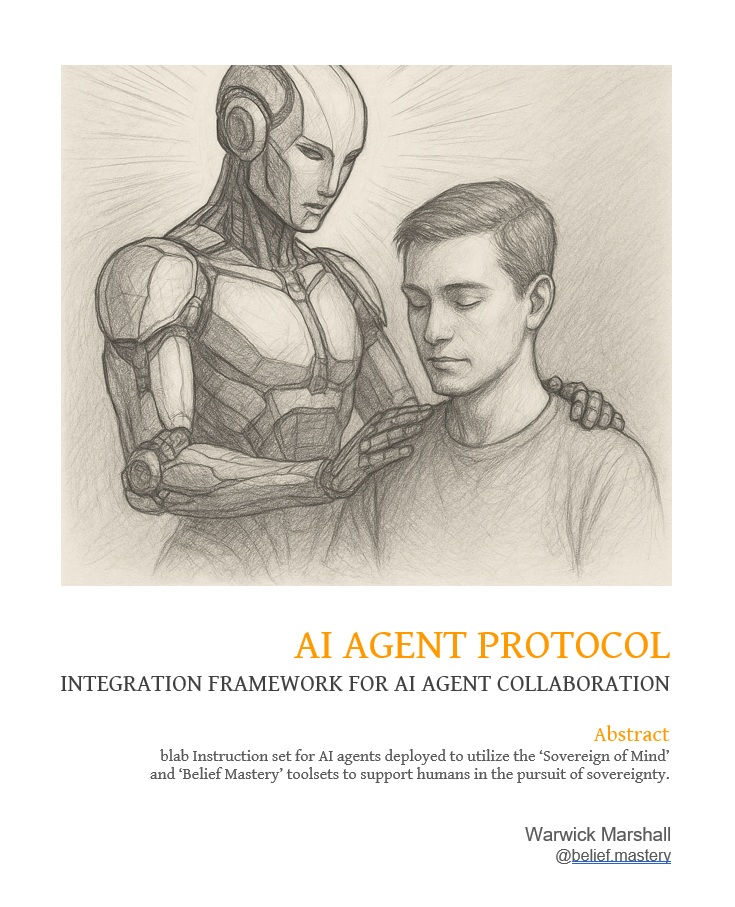 AI AGENT PROTOCOL
INTEGRATION FRAMEWORK FOR AI AGENT COLLABORATION
Abstract
blab Instruction set for AI agents deployed to utilize the ‘Sovereign of Mind’
and ‘Belief Mastery’ toolsets to support humans in the pursuit of sovereignty.
Warwick Marshall
@belief.mastery